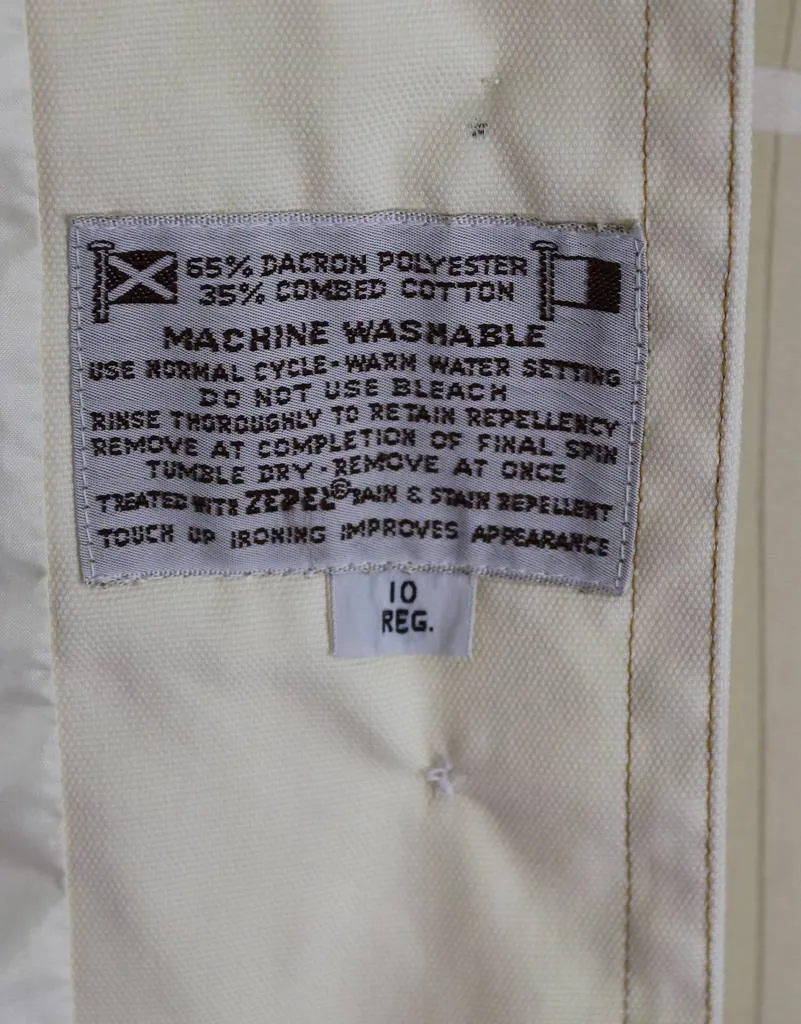 65% DACRON POLYESTER
35% COMBED COTTON
MACHINE WASHABLE
USE NORMAL CYCLE-WARM WATER SETTING
DO NOT USE BLEACH
RINSE THOROUGHLY TO RETAIN REPELLENCY
REMOVE AT COMPLETION OF FINAL SPIN
TUMBLE DRY-REMOVE AT ONCE
TREATED WITH ZEPEL® RAIN & STAIN REPELLENT
TOUCH UP IRONING IMPROVES APPEARANCE
10
REG.